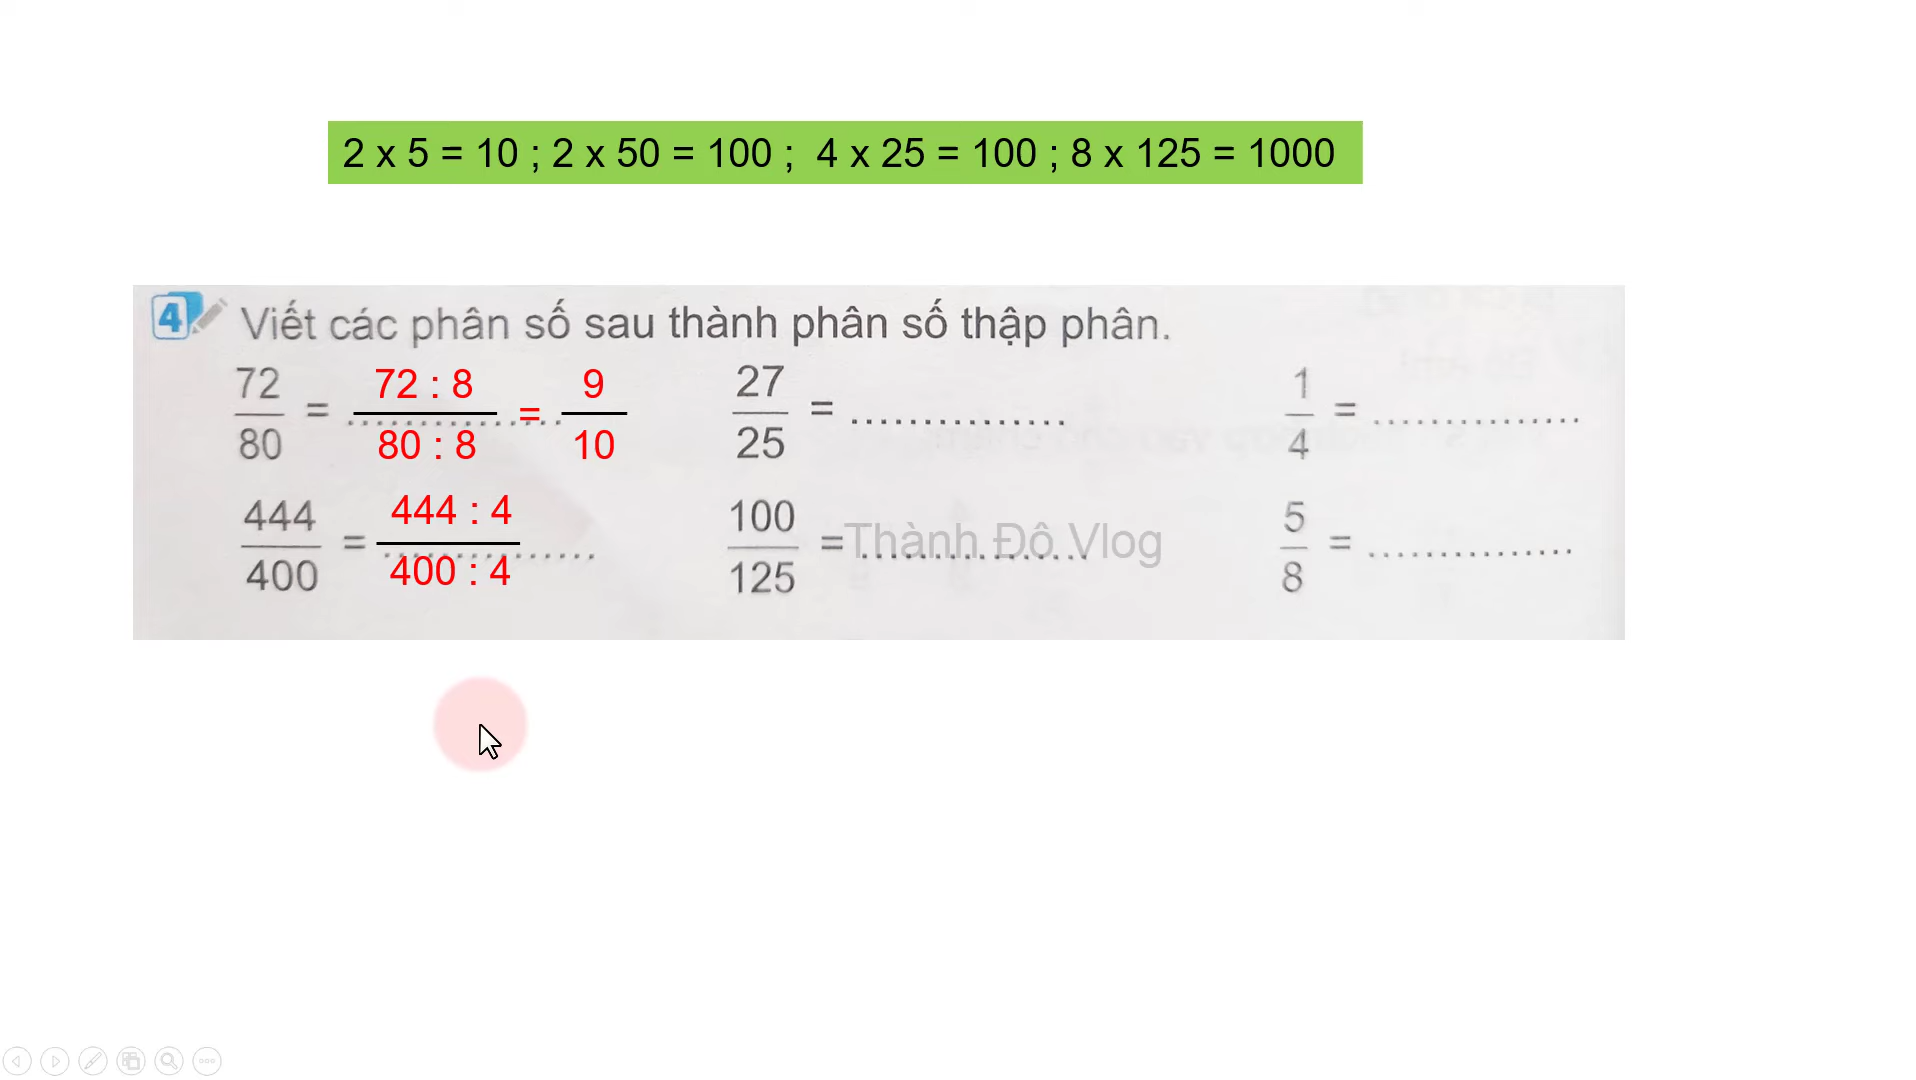 2 x 5 = 10 ; 2 x 50 = 100 ; 4 x 25 = 100 ; 8 x 125 = 1000
4 Viết các phân số sau thành phân số thập phân.
72/80 = 72 : 8/80 : 8 = 9/10 27/25 = ............... 1/4 = ...............
444/400 = 444 : 4/400 : 4 ............... 100/125 = ................ 5/8 = ...............
Thành Đô Vlog